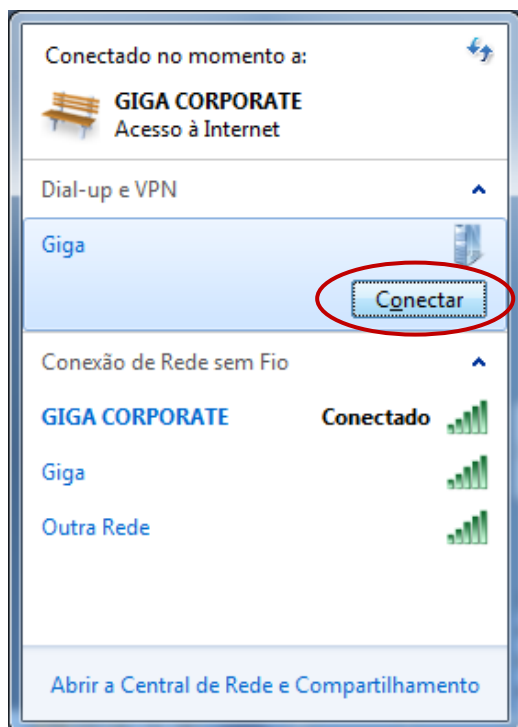 Conectado no momento a:
GIGA CORPORATE
Acesso à Internet
Dial-up e VPN
Giga
Conectar
Conexão de Rede sem Fio
GIGA CORPORATE Conectado
Giga
Outra Rede
Abrir a Central de Rede e Compartilhamento